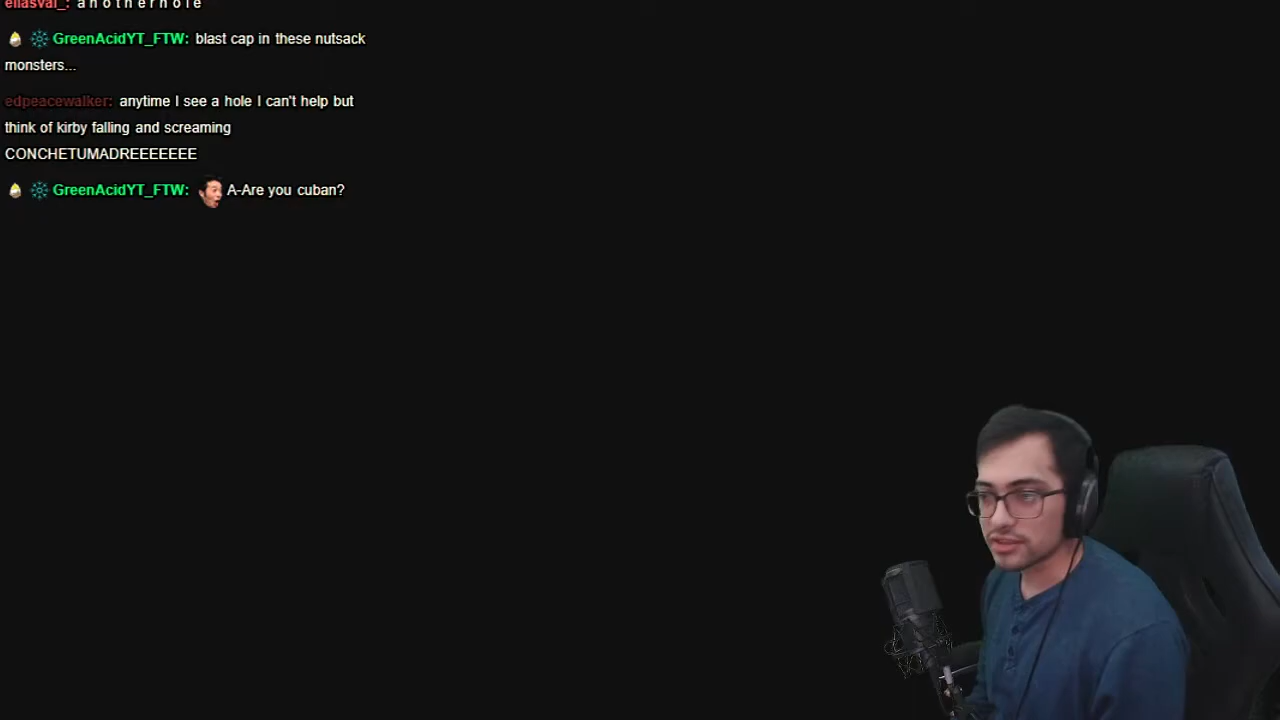 eliasval_: a n o t h e r h o l e
GreenAcidYT_FTW: blast cap in these nutsack
monsters...
edpeacewalker: anytime I see a hole I can't help but
think of kirby falling and screaming
CONCHETUMADREEEEEEE
GreenAcidYT_FTW: A-Are you cuban?